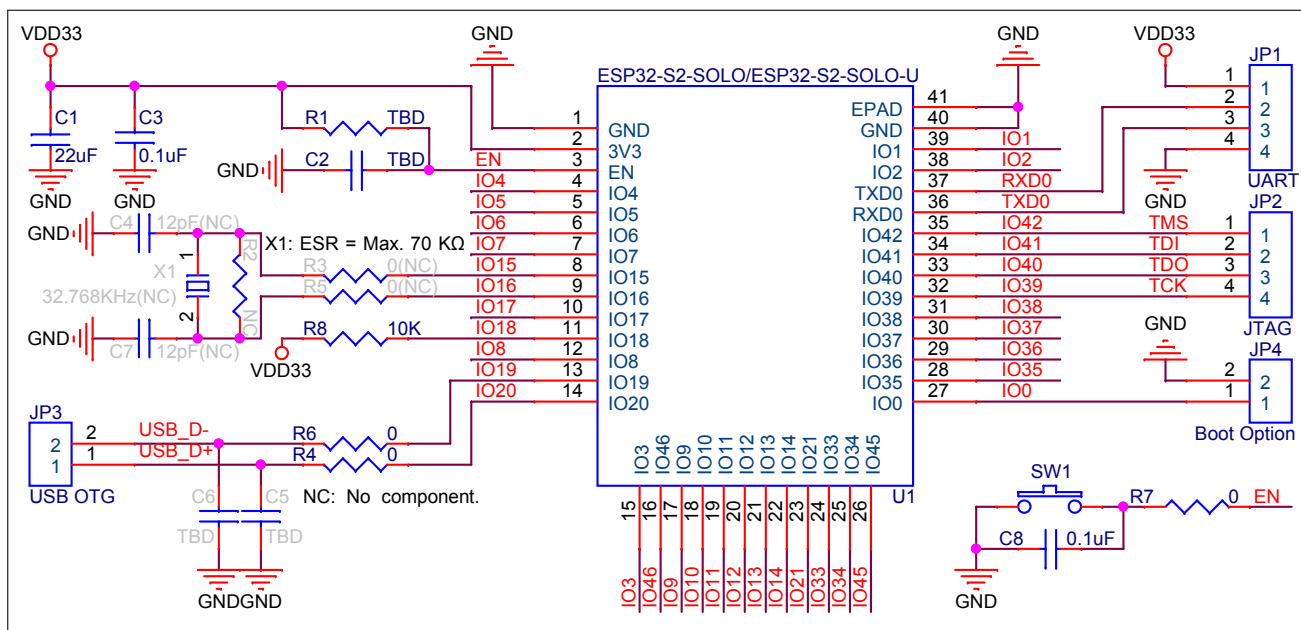 VDD33
GND
GND
VDD33
ESP32-S2-SOLO/ESP32-S2-SOLO-U
JP1
C1
22uF
GND
C3
0.1uF
GND
R1 TBD
GND C2 TBD
EN
IO4
IO5
IO6
IO7
IO15
IO16
IO17
IO18
IO8
IO19
IO20
1 GND
2 3V3
3 EN
4 IO4
5 IO5
6 IO6
7 IO7
8 IO15
9 IO16
10 IO17
11 IO18
12 IO8
13 IO19
14 IO20
EPAD 41
GND 40
IO1 39 IO1
IO2 38 IO2
TXD0 37 RXD0
RXD0 36 TXD0
IO42 35 IO42 TMS
IO41 34 IO41 TDI
IO40 33 IO40 TDO
IO39 32 IO39 TCK
IO38 31 IO38
IO37 30 IO37
IO36 29 IO36
IO35 28 IO35
IO0 27 IO0
1 1
2 2
3 3
4 4
UART
GND
JP2
1 1
2 2
3 3
4 4
JTAG
GND
JP4
2 2
1 1
Boot Option
GND C4 12pF(NC)
X1: ESR = Max. 70 KΩ
1
X1
32.768KHz(NC)
2
R2
NC
R3 0(NC)
R5 0(NC)
GND C7 12pF(NC)
R8 10K
VDD33
JP3
2 2 USB_D-
1 1 USB_D+
USB OTG
R6 0
R4 0
C6
TBD
C5
TBD
NC: No component.
GND
GND
IO3
IO46
IO9
IO10
IO11
IO12
IO13
IO14
IO21
IO33
IO34
IO45
U1
15
16
17
18
19
20
21
22
23
24
25
26
IO3
IO46
IO9
IO10
IO11
IO12
IO13
IO14
IO21
IO33
IO34
IO45
SW1
R7 0 EN
C8 0.1uF
GND